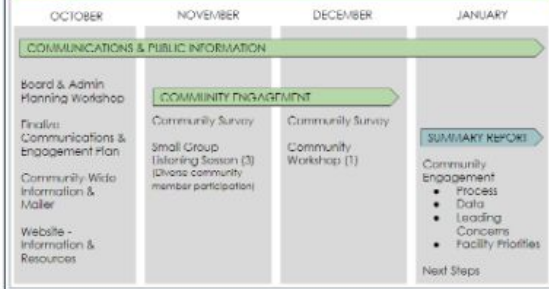 OCTOBER
NOVEMBER
DECEMBER
JANUARY
COMMUNICATIONS & PUBLIC INFORMATION
Board & Admin
Planning Workshop
Finalize
Communications &
Engagement Plan
Community-Wide
Information &
Mailer
Website -
Information &
Resources
COMMUNITY ENGAGEMENT
Community Survey
Small Group
Listening Session (3)
(Diverse community
member participation)
Community Survey
Community
Workshop (1)
SUMMARY REPORT
Community
Engagement
● Process
● Data
● Leading
Concerns
● Facility Priorities
Next Steps